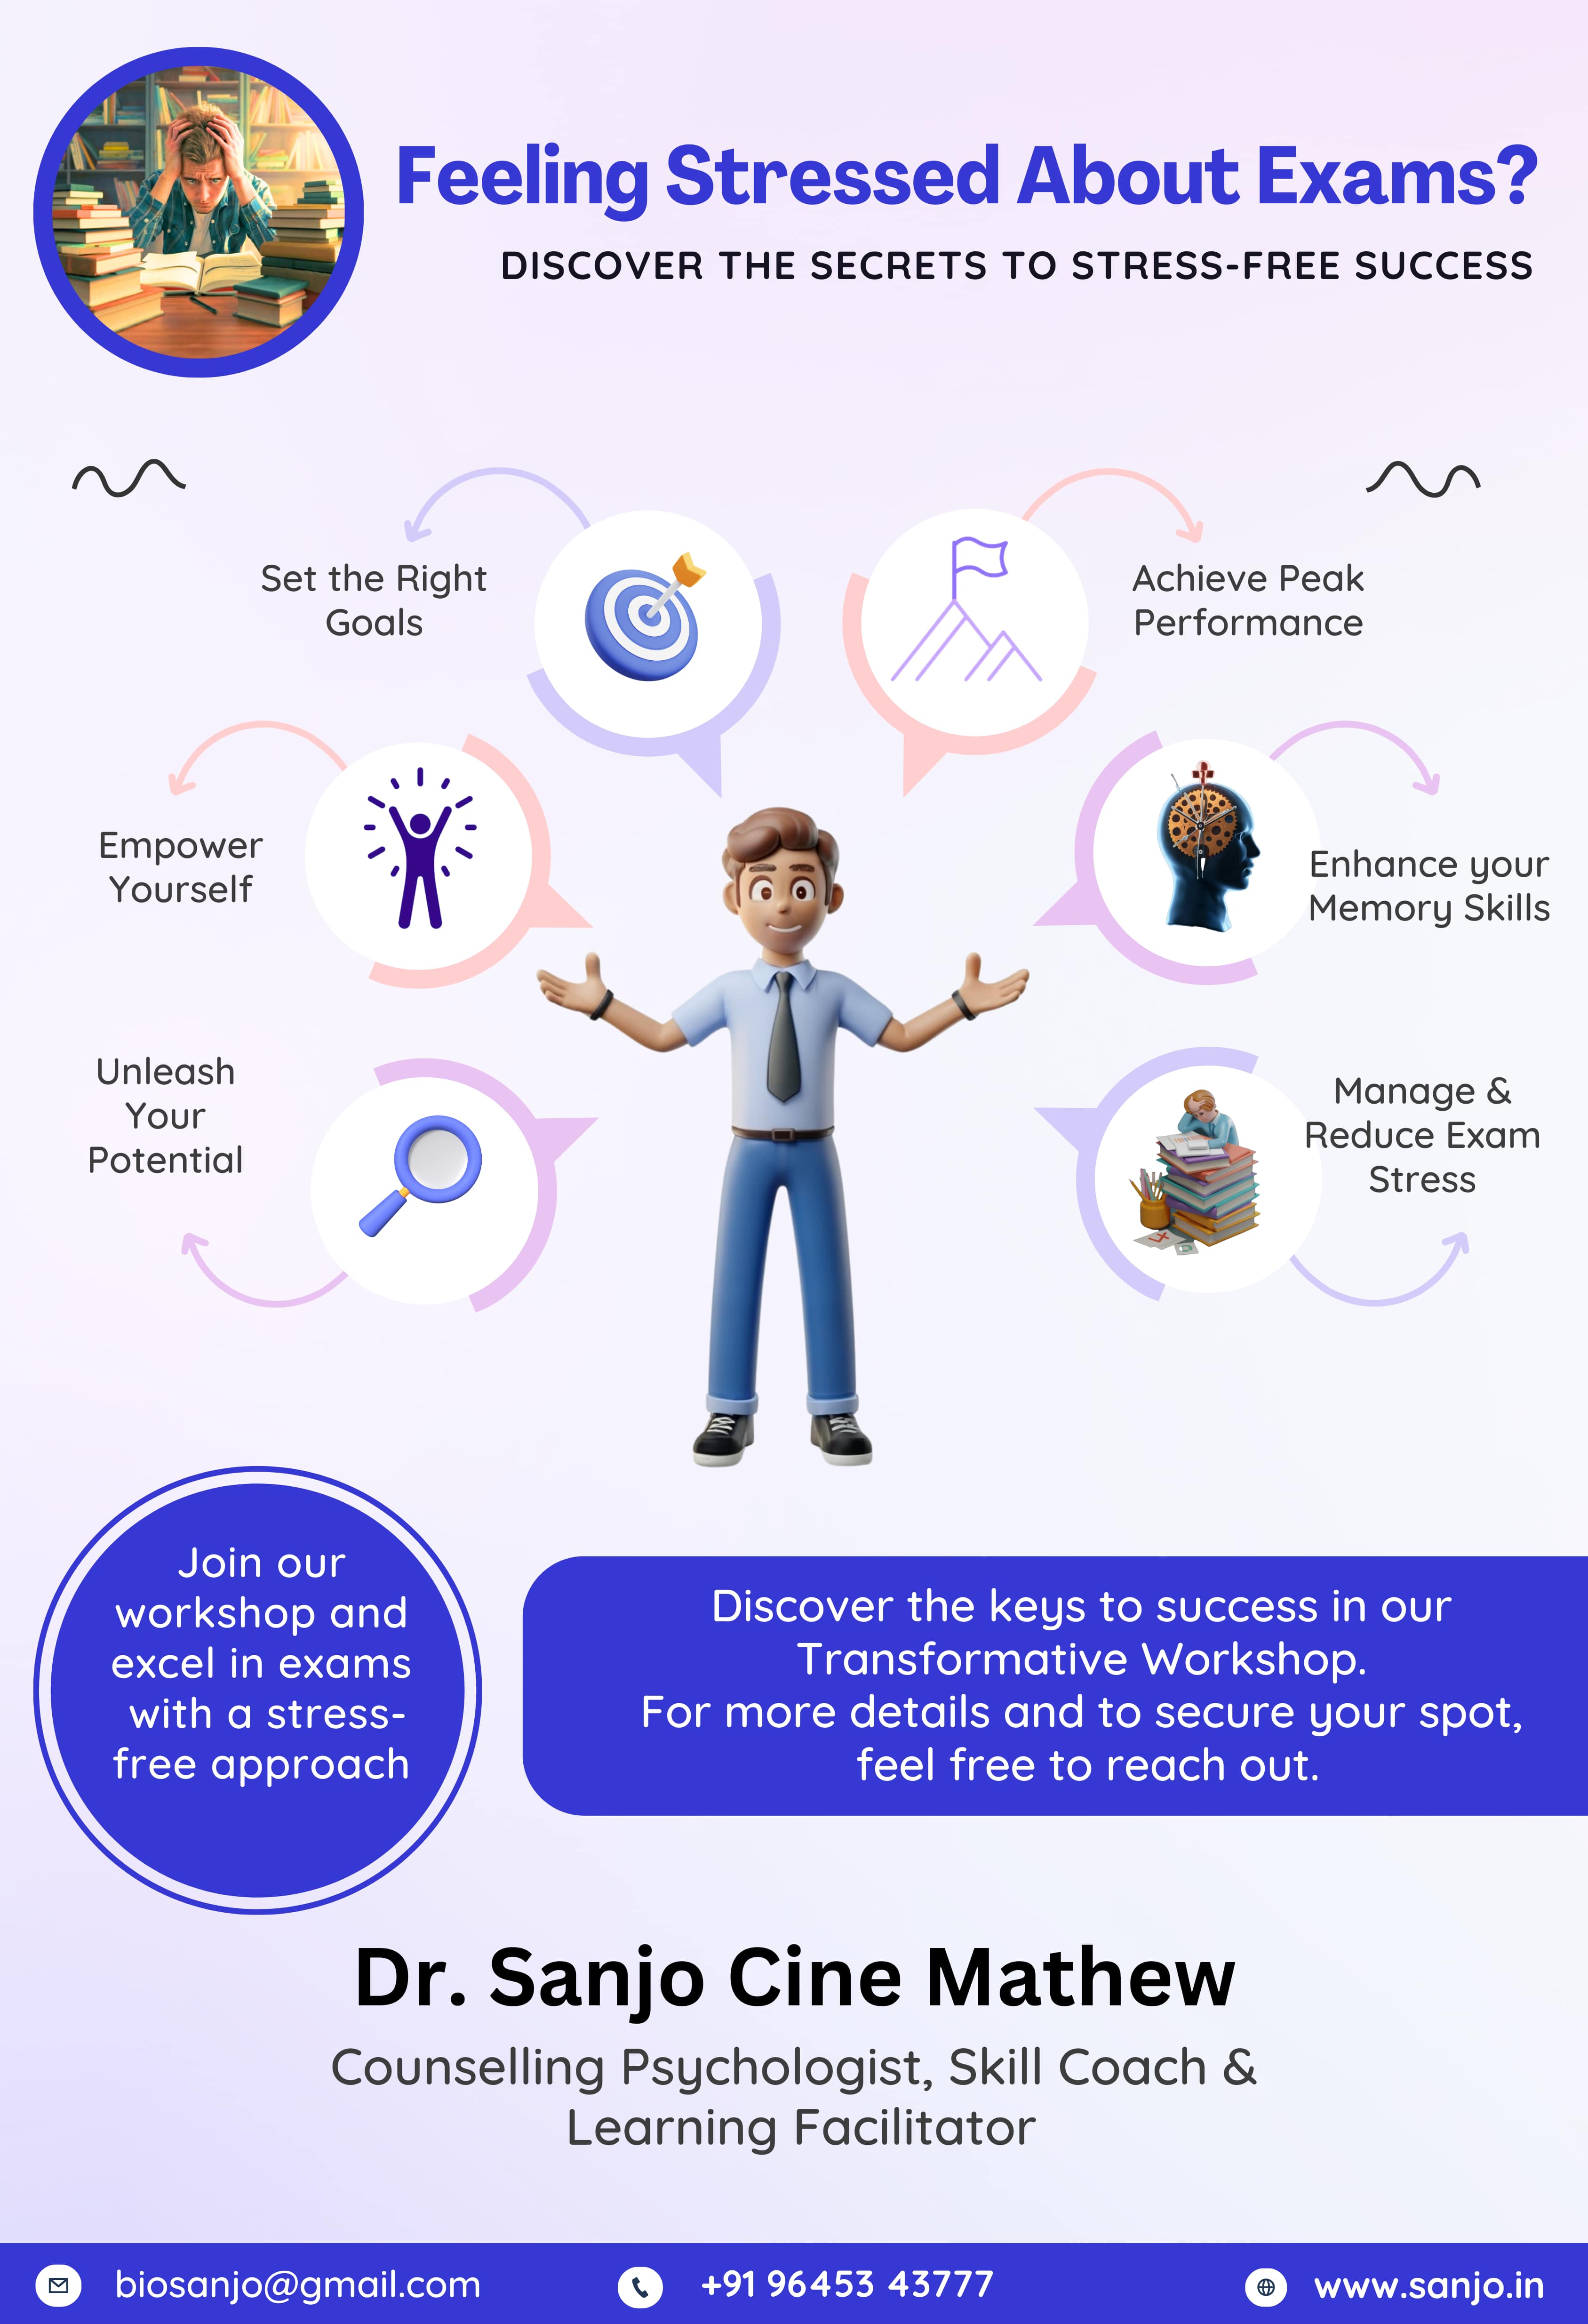 Feeling Stressed About Exams?
DISCOVER THE SECRETS TO STRESS-FREE SUCCESS
Set the Right
Goals
Achieve Peak
Performance
Empower
Yourself
Enhance your
Memory Skills
Unleash
Your
Potential
Manage &
Reduce Exam
Stress
Join our
workshop and
excel in exams
with a stress-
free approach
Discover the keys to success in our
Transformative Workshop.
For more details and to secure your spot,
feel free to reach out.
Dr. Sanjo Cine Mathew
Counselling Psychologist, Skill Coach &
Learning Facilitator
biosanjo@gmail.com
+91 96453 43777
www.sanjo.in